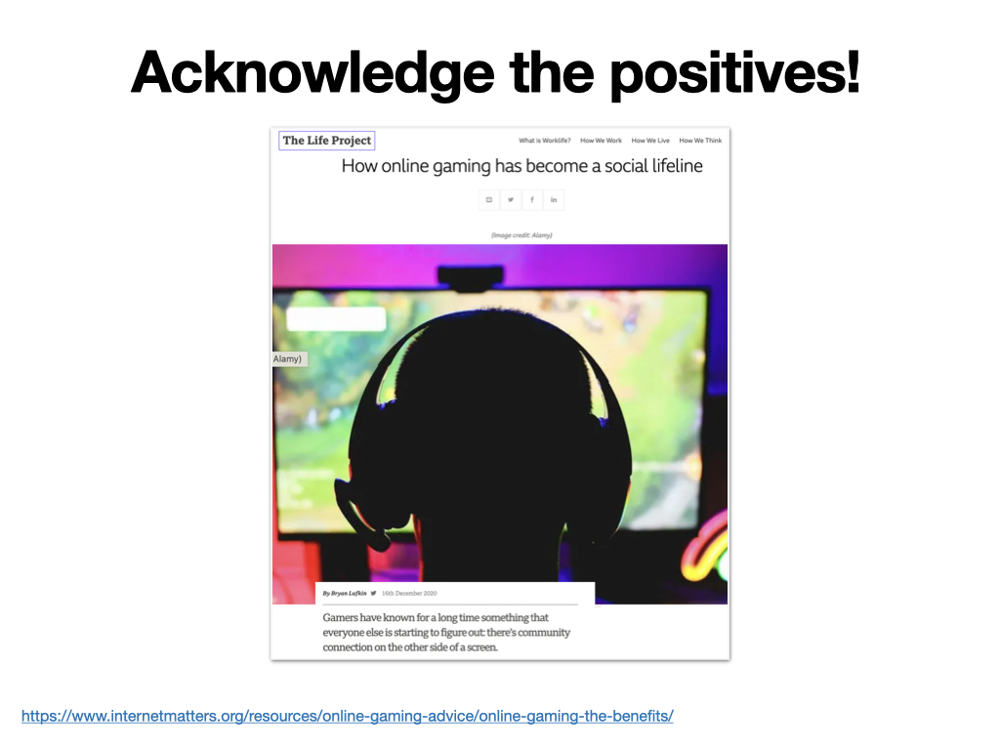 Acknowledge the positives!
The Life Project
What is Worklife? How We Work How We Live How We Think
How online gaming has become a social lifeline
(Image credit: Alamy)
Alamy)
By Bryan Lufkin 16th December 2020
Gamers have known for a long time something that
everyone else is starting to figure out: there's community
connection on the other side of a screen.
https://www.internetmatters.org/resources/online-gaming-advice/online-gaming-the-benefits/